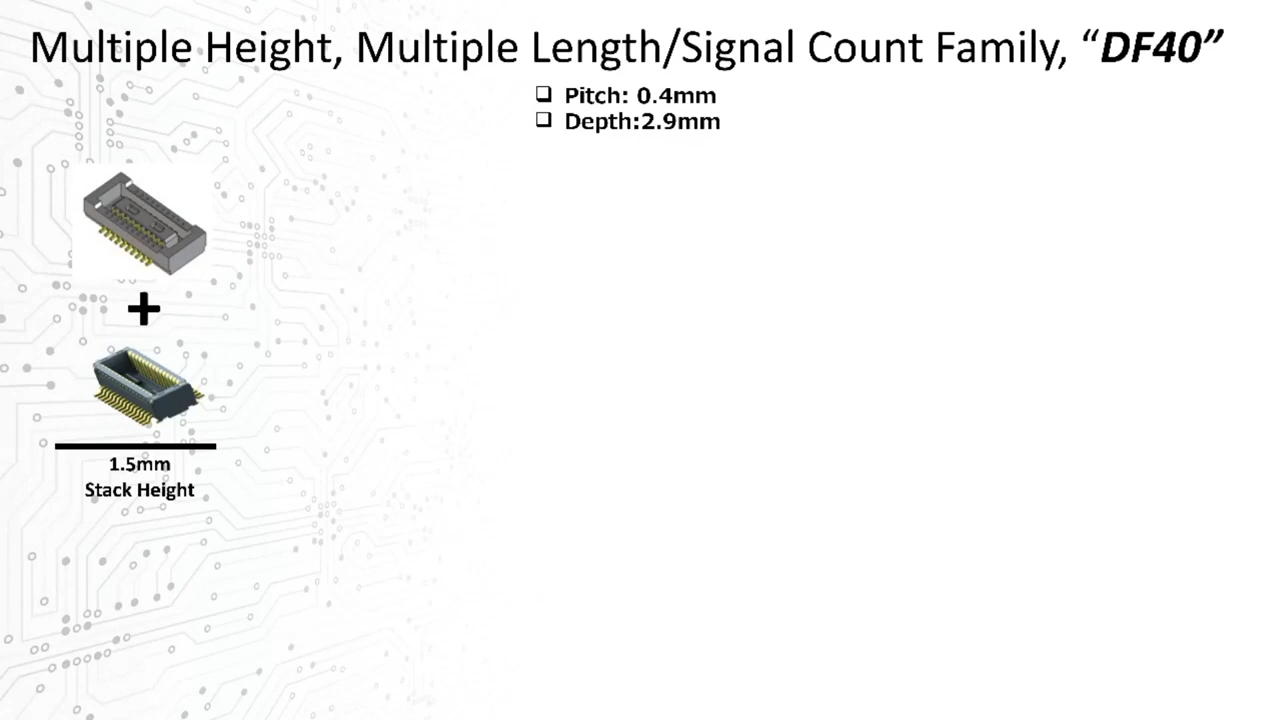 Multiple Height, Multiple Length/Signal Count Family, “DF40”
❑ Pitch: 0.4mm
❑ Depth:2.9mm
+
1.5mm
Stack Height